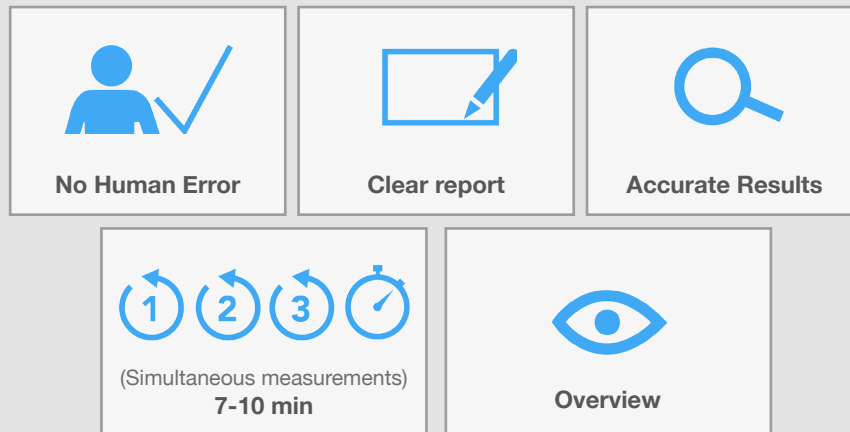 No Human Error
Clear report
Accurate Results
1 2 3
(Simultaneous measurements)
7-10 min
Overview